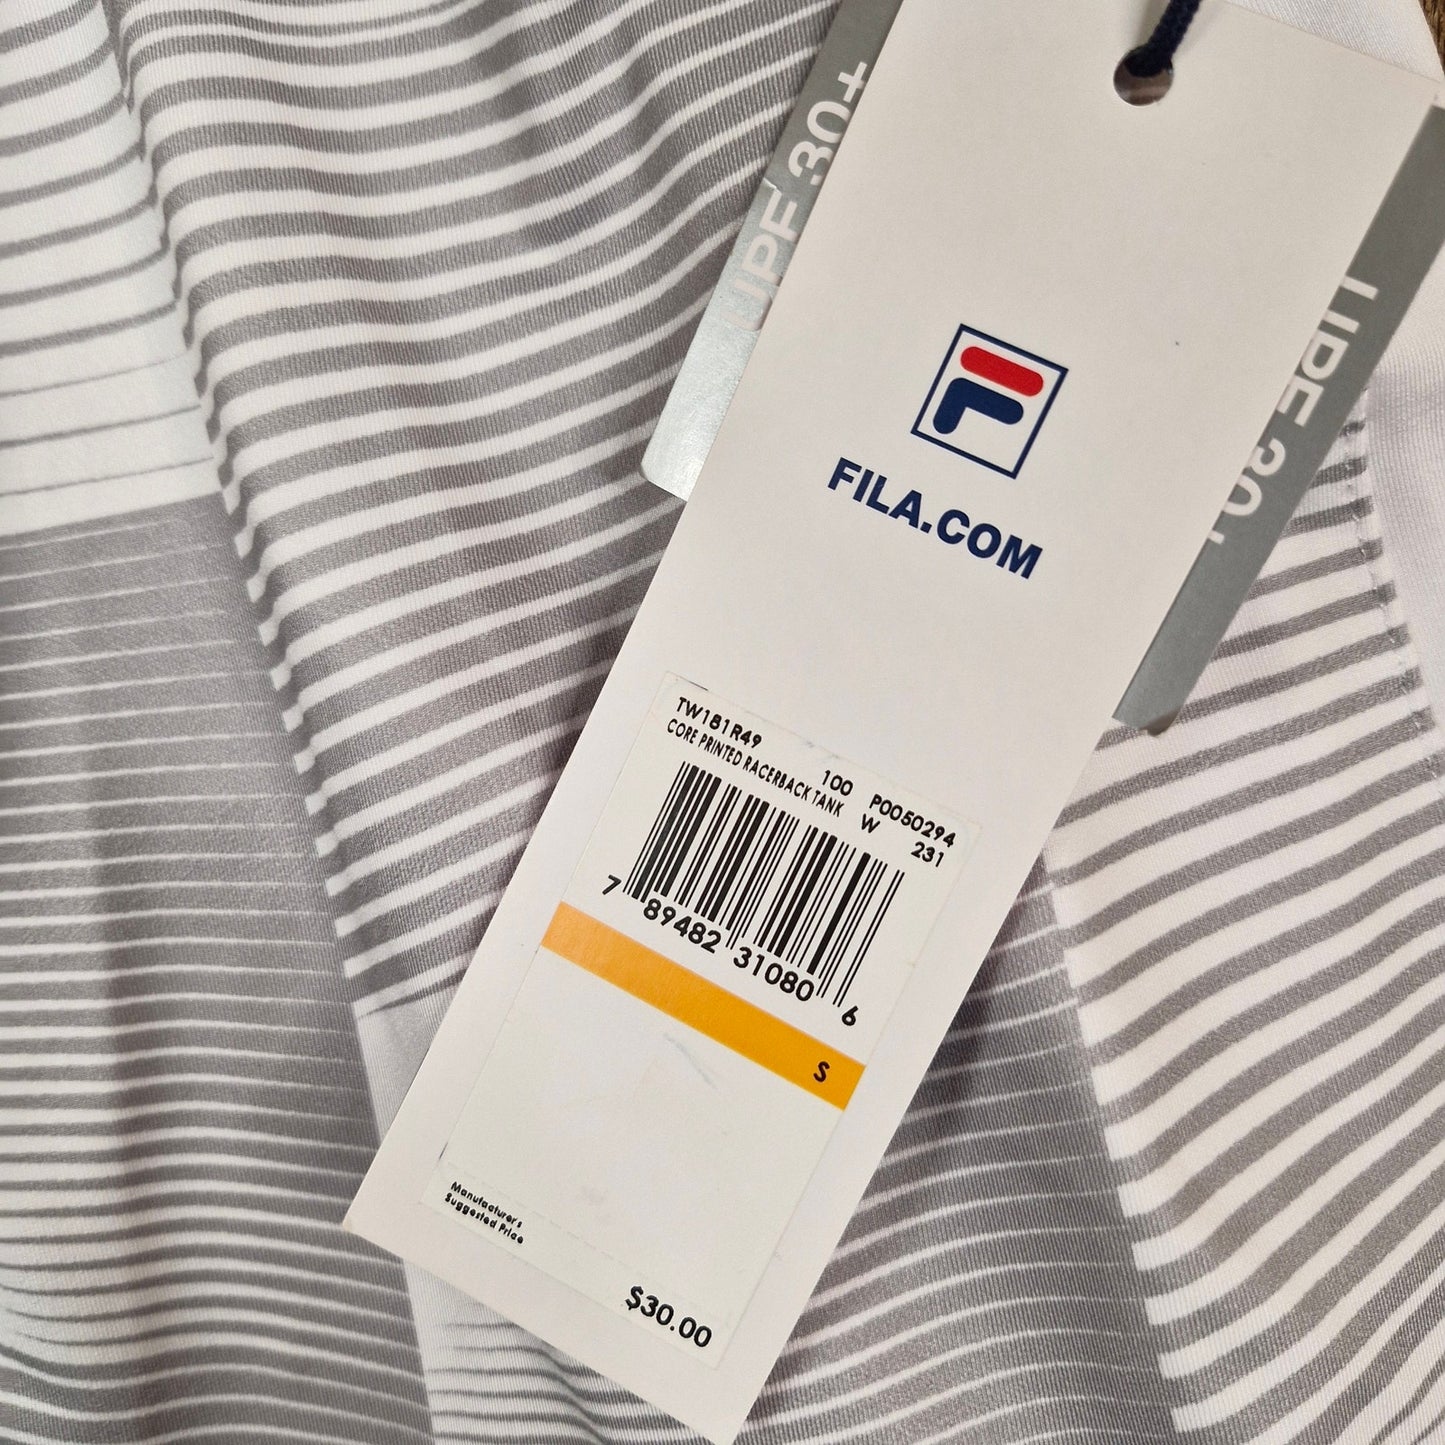 UPF 30+
UPF 30+
FILA.COM
TW181R49 100 P0050294
CORE PRINTED RACERBACK TANK W 231
7 89482 31080 6
S
Manufacturer's
Suggested Price
$30.00